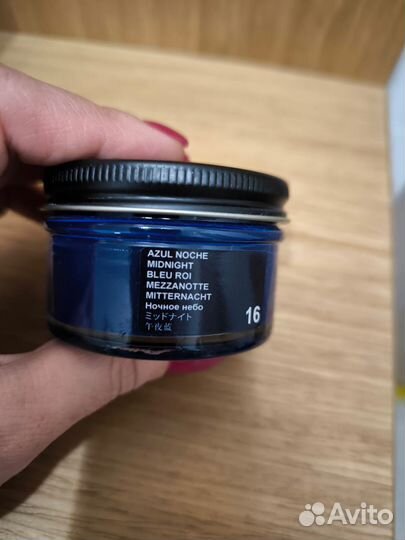 AZUL NOCHE
MIDNIGHT
BLEU ROI
MEZZANOTTE
MITTERNACHT
Ночное небо
ミッドナイト
午夜蓝
16
Avito